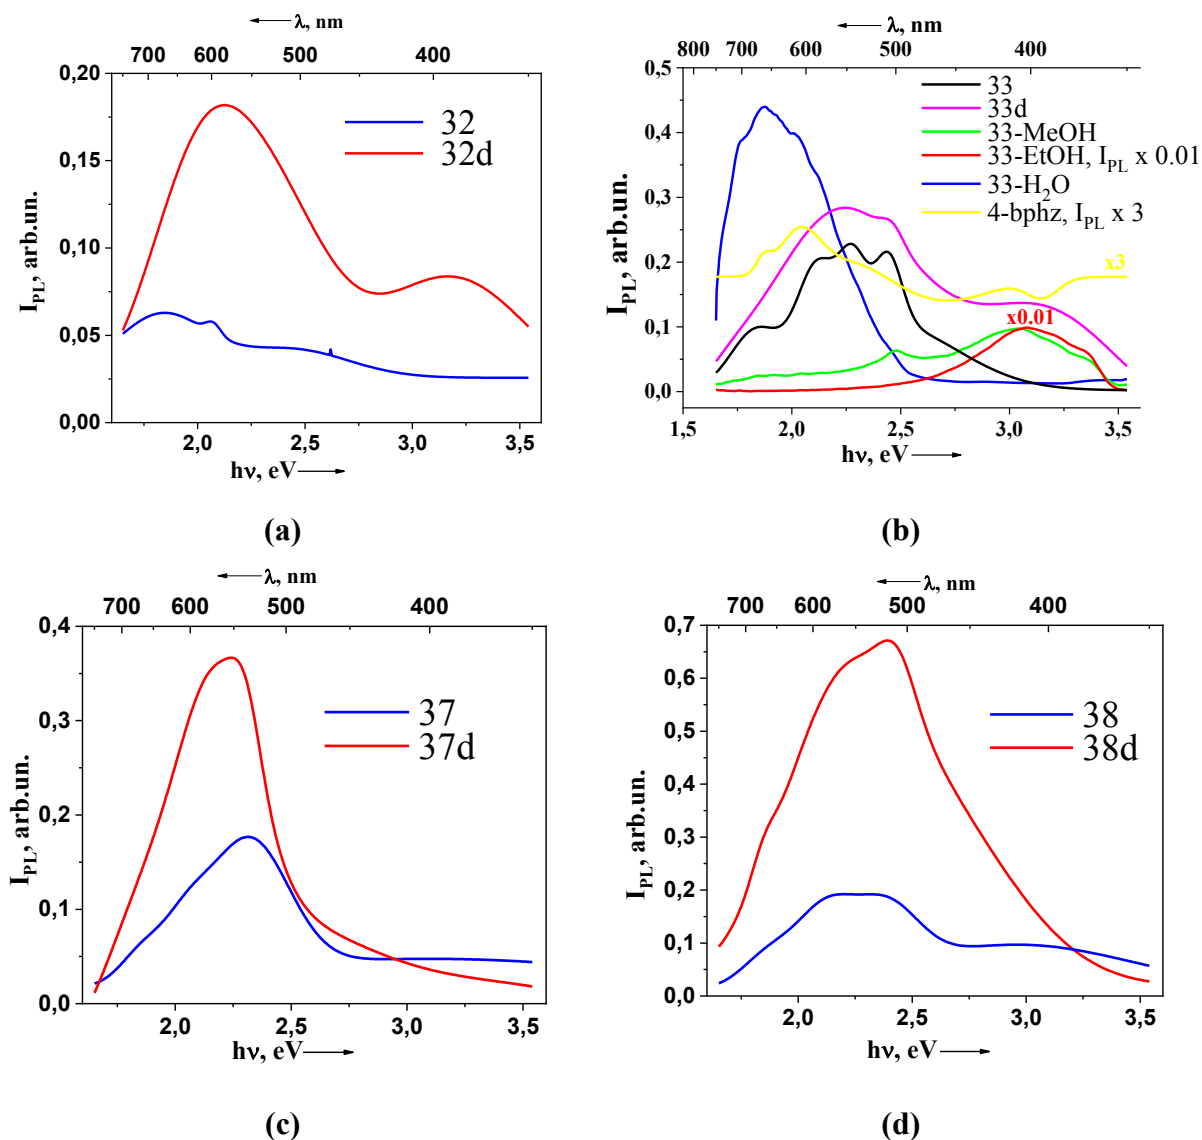 λ, nm
700 600 500 400
0,20
0,15
0,10
0,05
0,00
I_PL, arb.un.
32
32d
2,0 2,5 3,0 3,5
hν, eV
(a)
λ, nm
800 700 600 500 400
0,5
0,4
0,3
0,2
0,1
0,0
I_PL, arb.un.
33
33d
33-MeOH
33-EtOH, I_PL x 0.01
33-H₂O
4-bphz, I_PL x 3
x3
x0.01
1,5 2,0 2,5 3,0 3,5
hν, eV
(b)
λ, nm
700 600 500 400
0,4
0,3
0,2
0,1
0,0
I_PL, arb.un.
37
37d
2,0 2,5 3,0 3,5
hν, eV
(c)
λ, nm
700 600 500 400
0,7
0,6
0,5
0,4
0,3
0,2
0,1
0,0
I_PL, arb.un.
38
38d
2,0 2,5 3,0 3,5
hν, eV
(d)